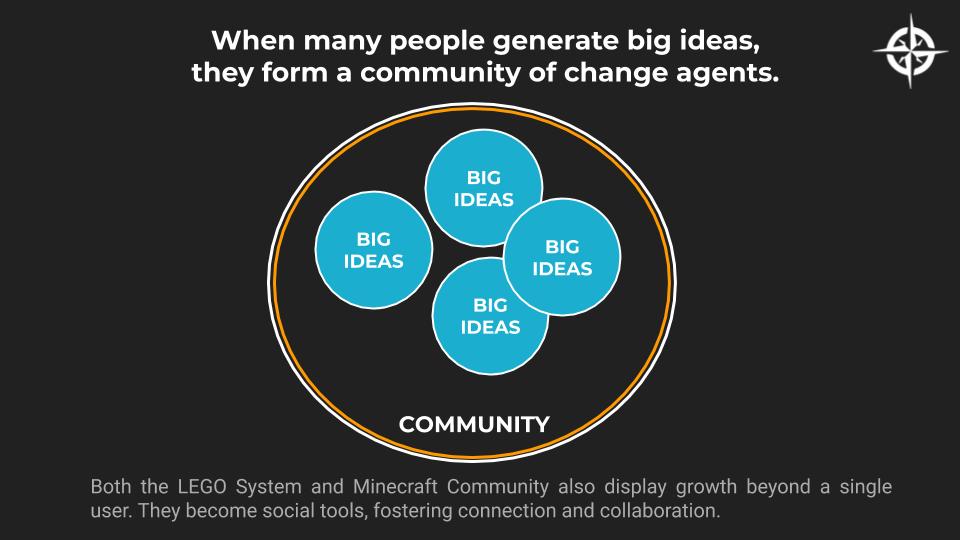 When many people generate big ideas,
they form a community of change agents.
BIG
IDEAS
BIG
IDEAS
BIG
IDEAS
BIG
IDEAS
COMMUNITY
Both the LEGO System and Minecraft Community also display growth beyond a single
user. They become social tools, fostering connection and collaboration.